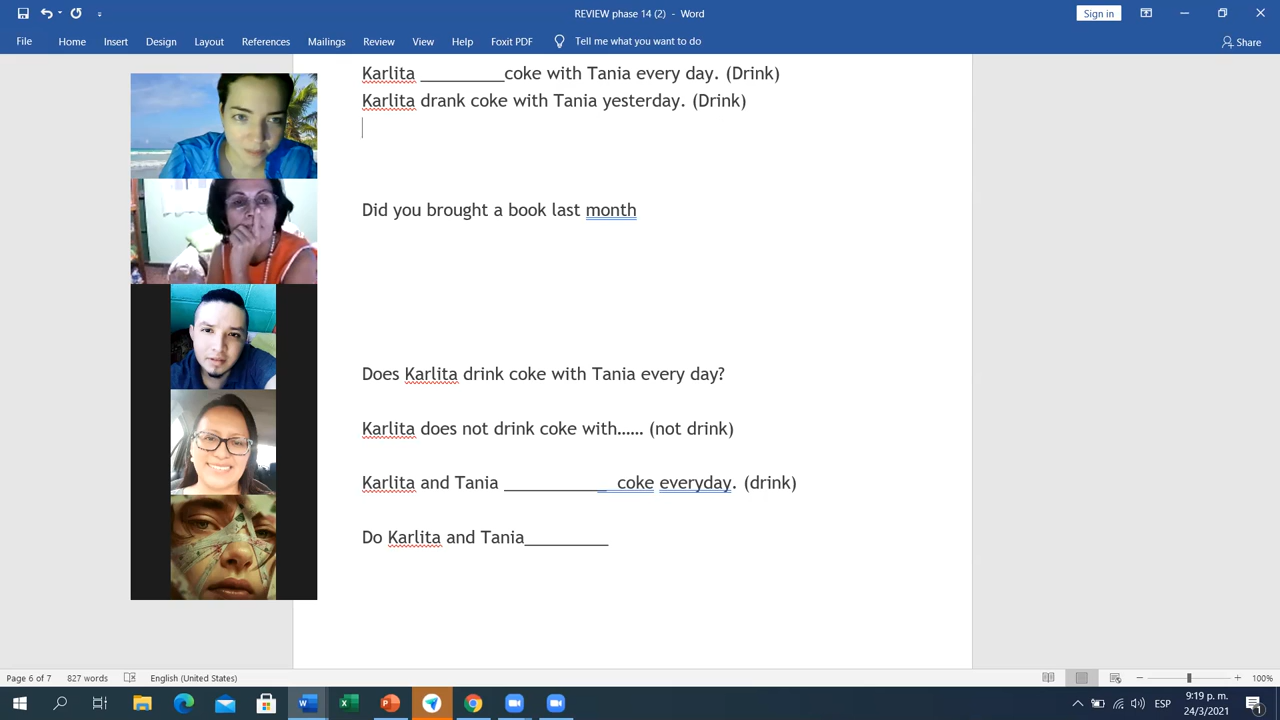 REVIEW phase 14 (2) - Word
Sign in
File Home Insert Design Layout References Mailings Review View Help Foxit PDF Tell me what you want to do Share
Karlita _________coke with Tania every day. (Drink)
Karlita drank coke with Tania yesterday. (Drink)
Did you brought a book last month
Does Karlita drink coke with Tania every day?
Karlita does not drink coke with…… (not drink)
Karlita and Tania ___________ coke everyday. (drink)
Do Karlita and Tania_________
Page 6 of 7 827 words English (United States) 100%
ESP 9:19 p. m.
24/3/2021